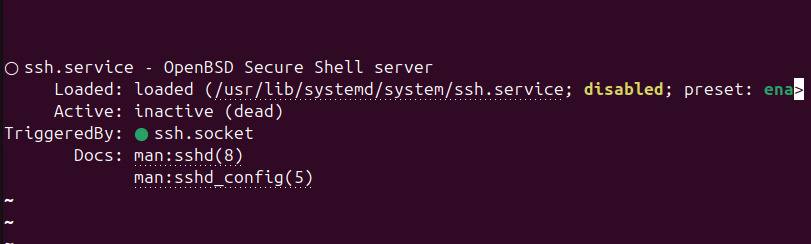 ○ ssh.service - OpenBSD Secure Shell server
     Loaded: loaded (/usr/lib/systemd/system/ssh.service; disabled; preset: ena>
     Active: inactive (dead)
TriggeredBy: ● ssh.socket
       Docs: man:sshd(8)
             man:sshd_config(5)
~
~
~